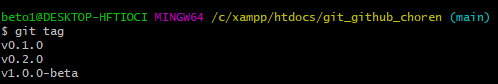 beto1@DESKTOP-HFTIOCI MINGW64 /c/xampp/htdocs/git_github_choren (main)
$ git tag
v0.1.0
v0.2.0
v1.0.0-beta